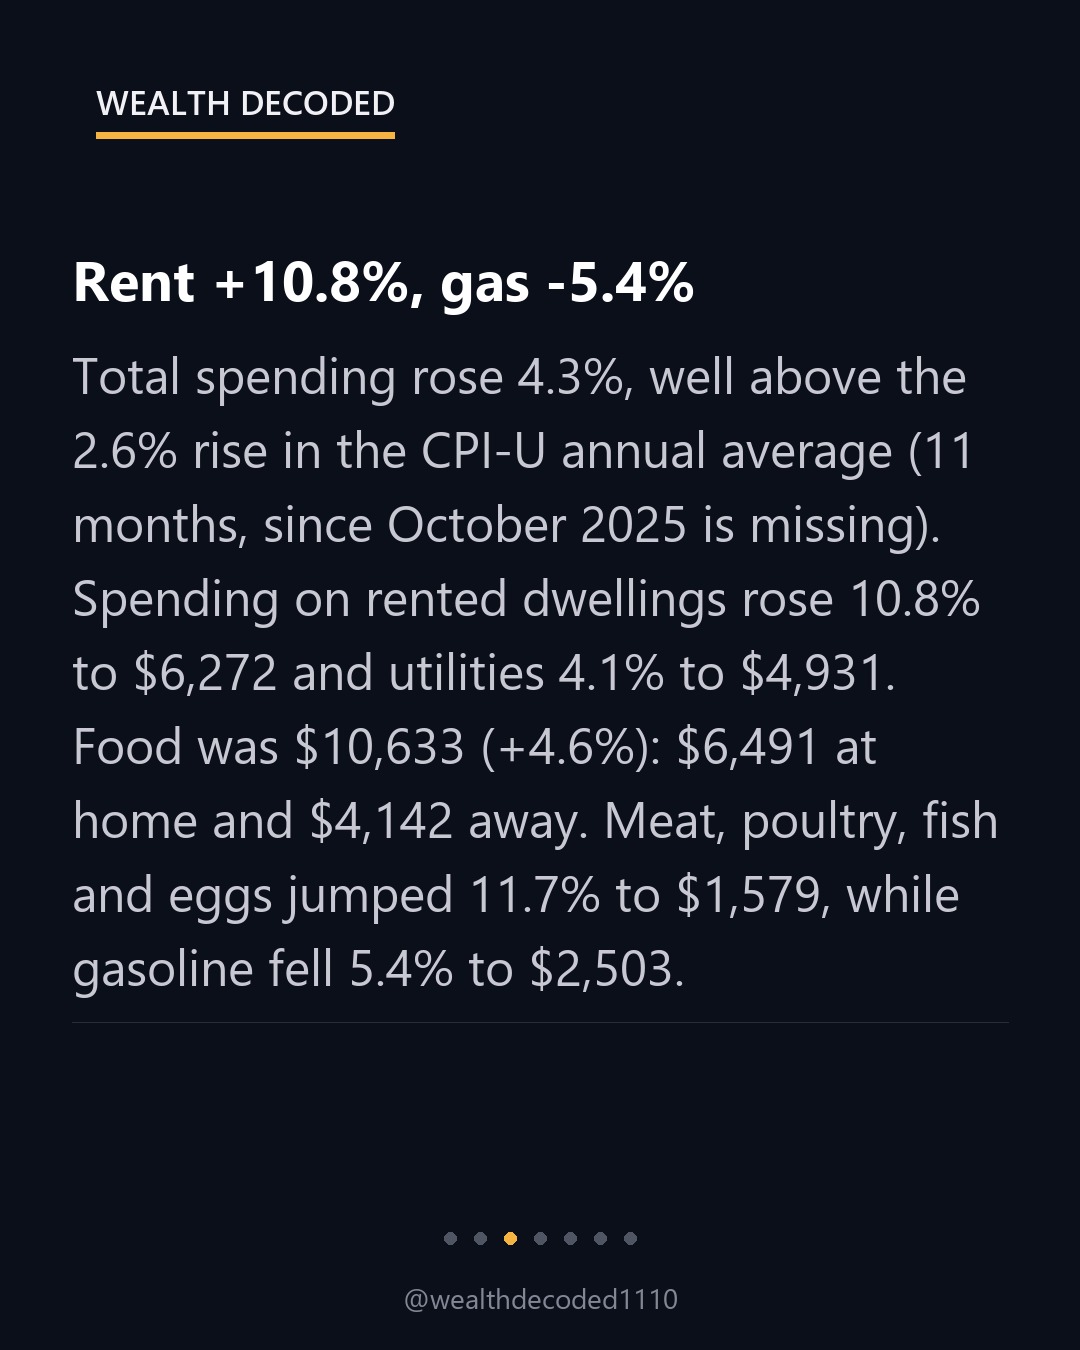 WEALTH DECODED
Rent +10.8%, gas -5.4%
Total spending rose 4.3%, well above the
2.6% rise in the CPI-U annual average (11
months, since October 2025 is missing).
Spending on rented dwellings rose 10.8%
to $6,272 and utilities 4.1% to $4,931.
Food was $10,633 (+4.6%): $6,491 at
home and $4,142 away. Meat, poultry, fish
and eggs jumped 11.7% to $1,579, while
gasoline fell 5.4% to $2,503.
@wealthdecoded1110